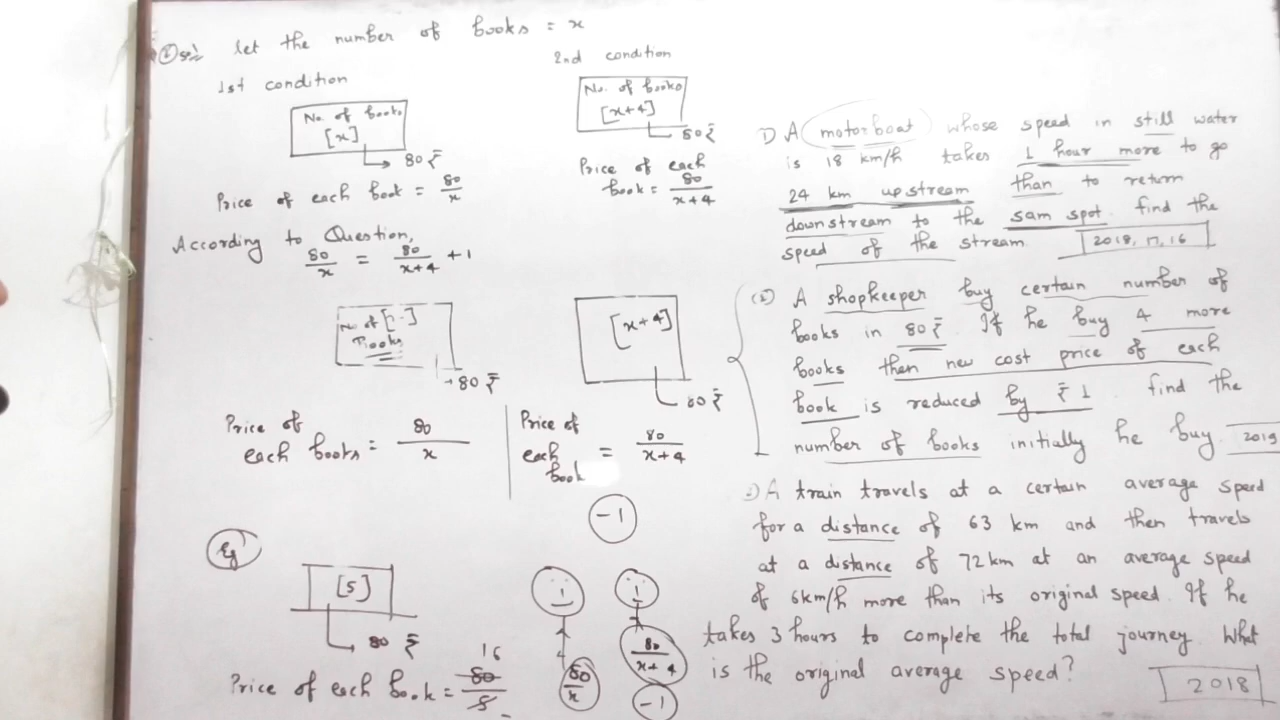 ② Solⁿ let the number of books = x
1st condition
No. of books
[x]
→ 80 ₹
Price of each book = 80/x
2nd condition
No. of books
[x+4]
→ 80 ₹
Price of each
book = 80/x+4
According to Question,
80/x = 80/x+4 + 1
No of [ ]
Books
→ 80 ₹
Price of
each books = 80/x
[x+4]
80 ₹
Price of
each = 80/x+4
book
-1
Eg
[5]
→ 80 ₹
16
Price of each book = 80/5
80/x
80/x+4
-1
1) A motorboat whose speed in still water
is 18 km/h takes 1 hour more to go
24 km upstream than to return
downstream to the sam spot. find the
speed of the stream 2018, 17, 16
(2) A shopkeeper buy certain number of
books in 80 ₹. If he buy 4 more
books then new cost price of each
book is reduced by ₹ 1 find the
number of books initially he buy. 2019
A train travels at a certain average speed
for a distance of 63 km and then travels
at a distance of 72 km at an average speed
of 6km/h more than its original speed. If he
takes 3 hours to complete the total journey. What
is the original average speed?
2018